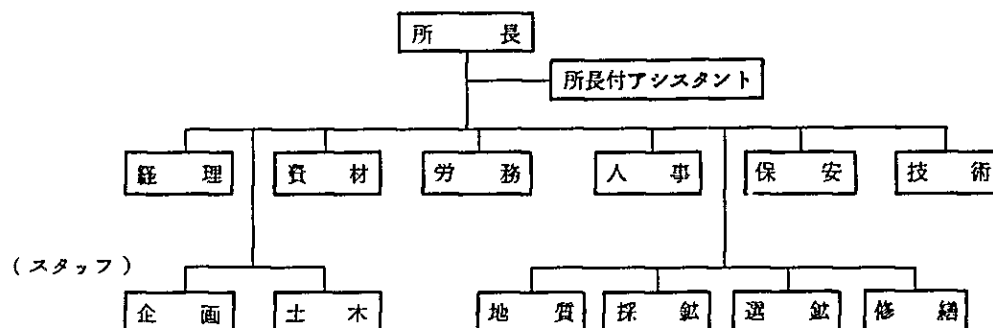 所長
所長付アシスタント
経理 資材 労務 人事 保安 技術
(スタッフ)
企画 土木 地質 採鉱 選鉱 修繕